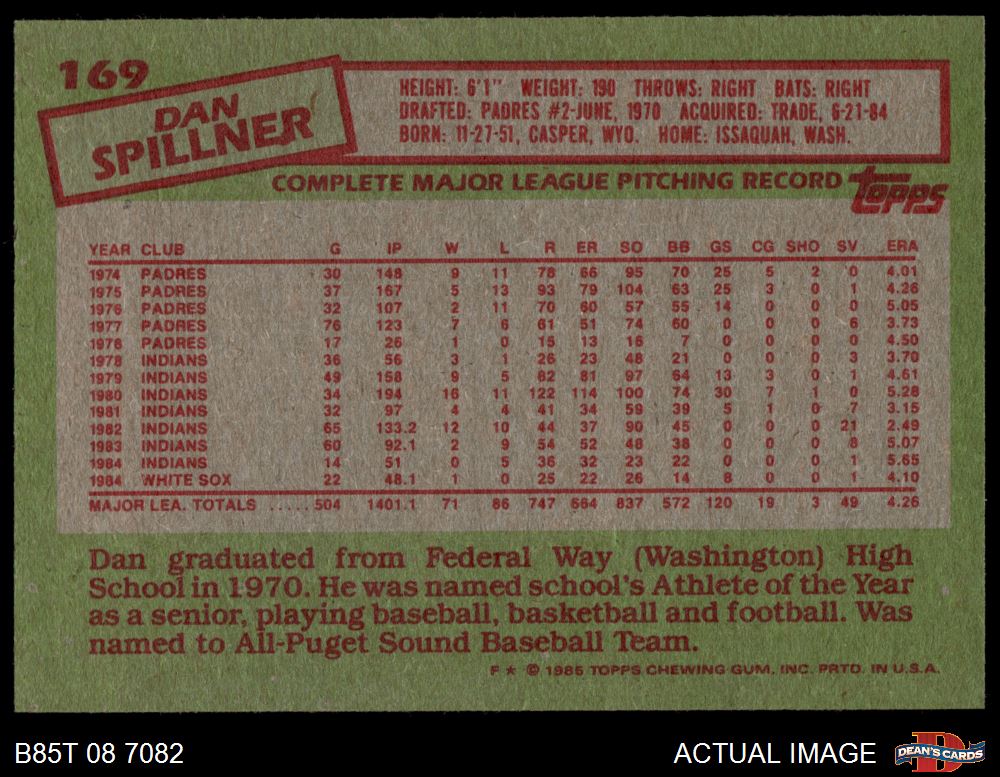 169
DAN
SPILLNER
HEIGHT: 6'1" WEIGHT: 190 THROWS: RIGHT BATS: RIGHT
DRAFTED: PADRES #2-JUNE, 1970 ACQUIRED: TRADE, 6-21-84
BORN: 11-27-51, CASPER, WYO. HOME: ISSAQUAH, WASH.
COMPLETE MAJOR LEAGUE PITCHING RECORD
topps
YEAR CLUB G IP W L R ER SO BB GS CG SHO SV ERA
1974 PADRES 30 148 9 11 78 66 95 70 25 5 2 0 4.01
1975 PADRES 37 167 5 13 93 79 104 63 25 3 0 1 4.26
1976 PADRES 32 107 2 11 70 60 57 55 14 0 0 0 5.05
1977 PADRES 76 123 7 6 61 51 74 60 0 0 0 6 3.73
1978 PADRES 17 26 1 0 15 13 16 7 0 0 0 0 4.50
1978 INDIANS 36 56 3 1 26 23 48 21 0 0 0 3 3.70
1979 INDIANS 49 158 9 5 82 81 97 64 13 3 0 1 4.61
1980 INDIANS 34 194 16 11 122 114 100 74 30 7 1 0 5.28
1981 INDIANS 32 97 4 4 41 34 59 39 5 1 0 7 3.15
1982 INDIANS 65 133.2 12 10 44 37 90 45 0 0 0 21 2.49
1983 INDIANS 60 92.1 2 9 54 52 48 38 0 0 0 8 5.07
1984 INDIANS 14 51 0 5 36 32 23 22 8 0 0 1 5.65
1984 WHITE SOX 22 48.1 1 0 25 22 26 14 0 0 0 1 4.10
MAJOR LEA. TOTALS ..... 504 1401.1 71 86 747 664 837 572 120 19 3 49 4.26
Dan graduated from Federal Way (Washington) High
School in 1970. He was named school's Athlete of the Year
as a senior, playing baseball, basketball and football. Was
named to All-Puget Sound Baseball Team.
F ★ © 1985 TOPPS CHEWING GUM, INC. PRTD. IN U.S.A.
B85T 08 7082
ACTUAL IMAGE
D
DEAN'S CARDS